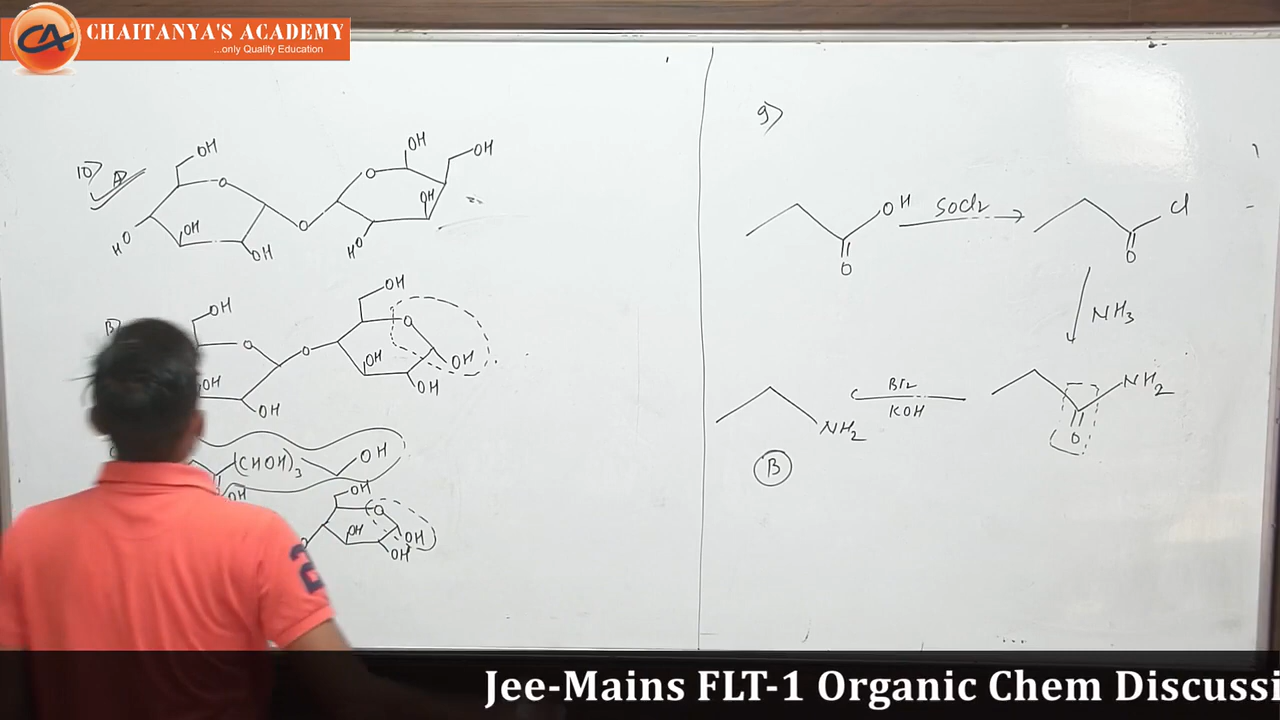 CHAITANYA'S ACADEMY
...only Quality Education
CA
10) A
OH
O
OH
HO
OH
O
O
OH
OH
OH
HO
B)
OH
O
OH
OH
O
OH
O
OH
OH
OH
(CHOH)3
OH
OH
OH
O
OH
OH
OH
9)
OH
O
SOCl2
Cl
O
NH3
NH2
O
Br2
KOH
NH2
B
Jee-Mains FLT-1 Organic Chem Discussi